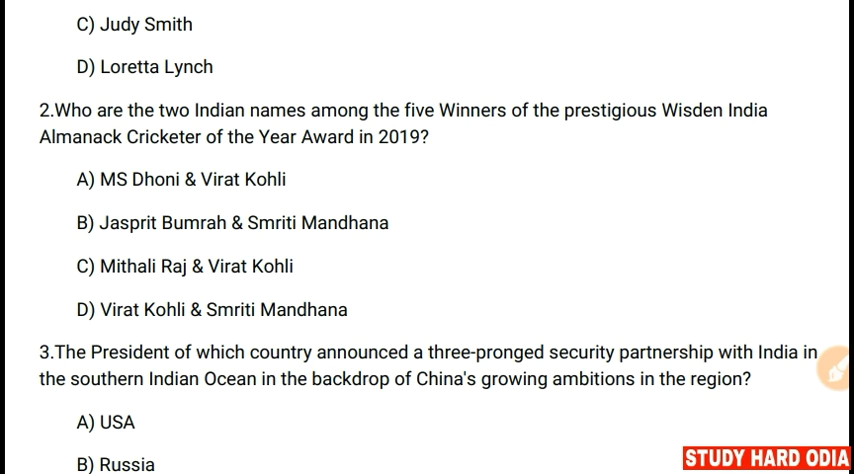 C) Judy Smith
D) Loretta Lynch
2.Who are the two Indian names among the five Winners of the prestigious Wisden India
Almanack Cricketer of the Year Award in 2019?
A) MS Dhoni & Virat Kohli
B) Jasprit Bumrah & Smriti Mandhana
C) Mithali Raj & Virat Kohli
D) Virat Kohli & Smriti Mandhana
3.The President of which country announced a three-pronged security partnership with India in
the southern Indian Ocean in the backdrop of China's growing ambitions in the region?
A) USA
B) Russia
STUDY HARD ODIA